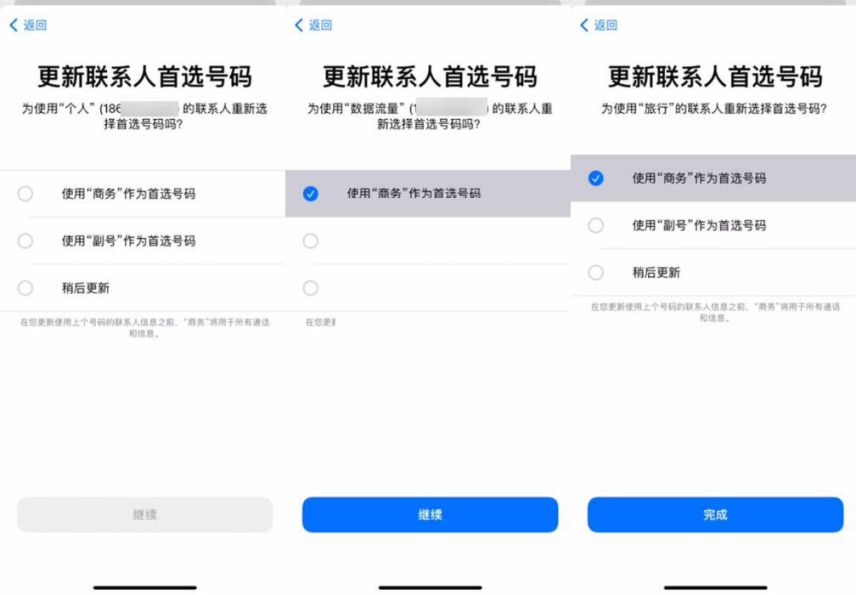 返回
更新联系人首选号码
为使用“个人” (186 ) 的联系人重新选
择首选号码吗?
使用“商务”作为首选号码
使用“副号”作为首选号码
稍后更新
在您更新使用上个号码的联系人信息之前，“商务”将用于所有通话
和信息。
继续
返回
更新联系人首选号码
为使用“数据流量” (1 ) 的联系人重
新选择首选号码吗?
使用“商务”作为首选号码
在您更
继续
返回
更新联系人首选号码
为使用“旅行”的联系人重新选择首选号码?
使用“商务”作为首选号码
使用“副号”作为首选号码
稍后更新
在您更新使用上个号码的联系人信息之前，“商务”将用于所有通话
和信息。
完成